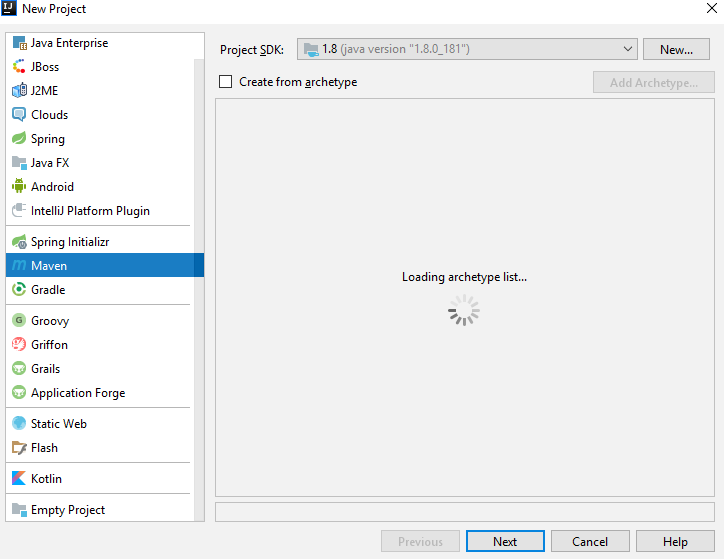 New Project
Java Enterprise
JBoss
J2ME
Clouds
Spring
Java FX
Android
IntelliJ Platform Plugin
Spring Initializr
Maven
Gradle
Groovy
Griffon
Grails
Application Forge
Static Web
Flash
Kotlin
Empty Project
Project SDK: 1.8 (java version "1.8.0_181") New...
Create from archetype Add Archetype...
Loading archetype list...
Previous Next Cancel Help